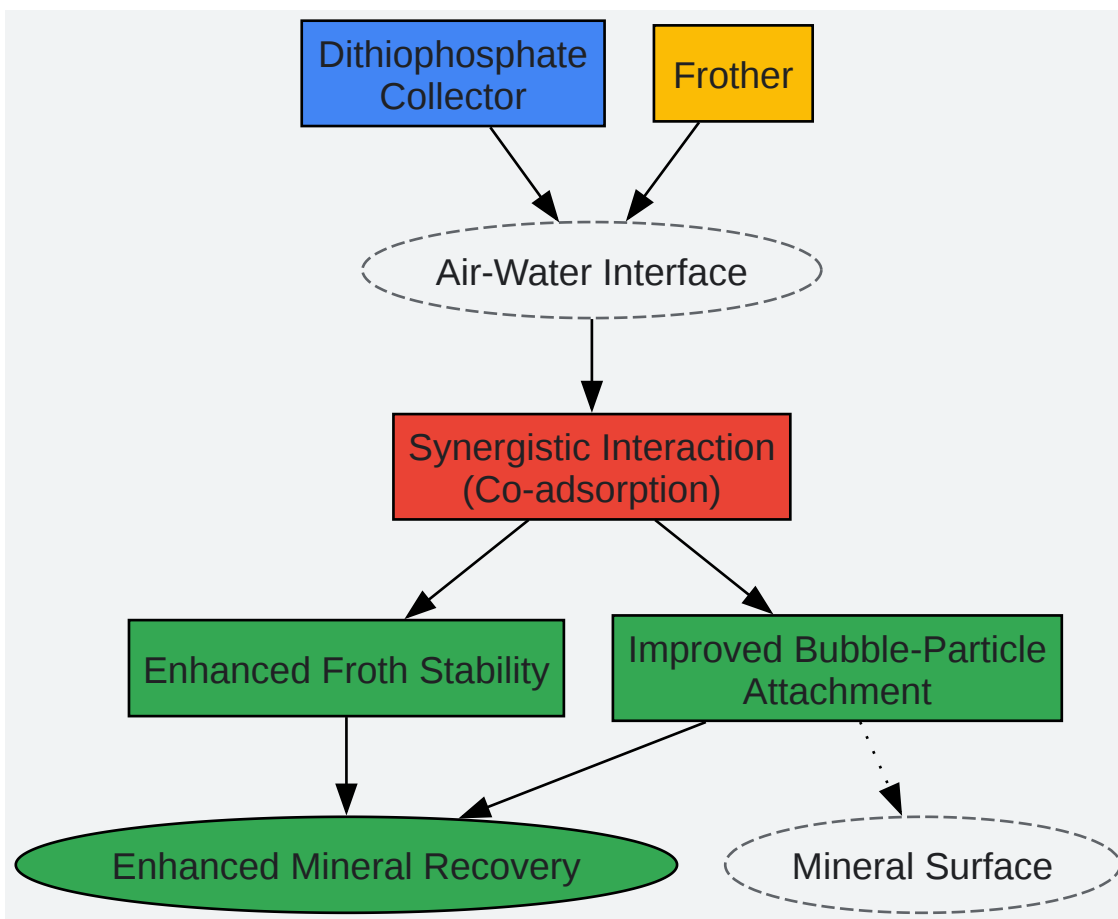 Dithiophosphate
Collector
Frother
Air-Water Interface
Synergistic Interaction
(Co-adsorption)
Enhanced Froth Stability
Improved Bubble-Particle
Attachment
Enhanced Mineral Recovery
Mineral Surface